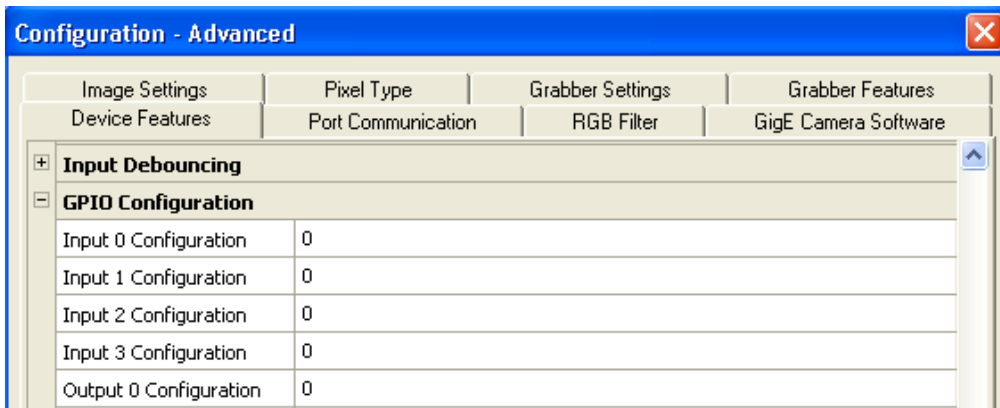 Configuration - Advanced
Image Settings Pixel Type Grabber Settings Grabber Features
Device Features Port Communication RGB Filter GigE Camera Software
Input Debouncing
GPIO Configuration
Input 0 Configuration 0
Input 1 Configuration 0
Input 2 Configuration 0
Input 3 Configuration 0
Output 0 Configuration 0